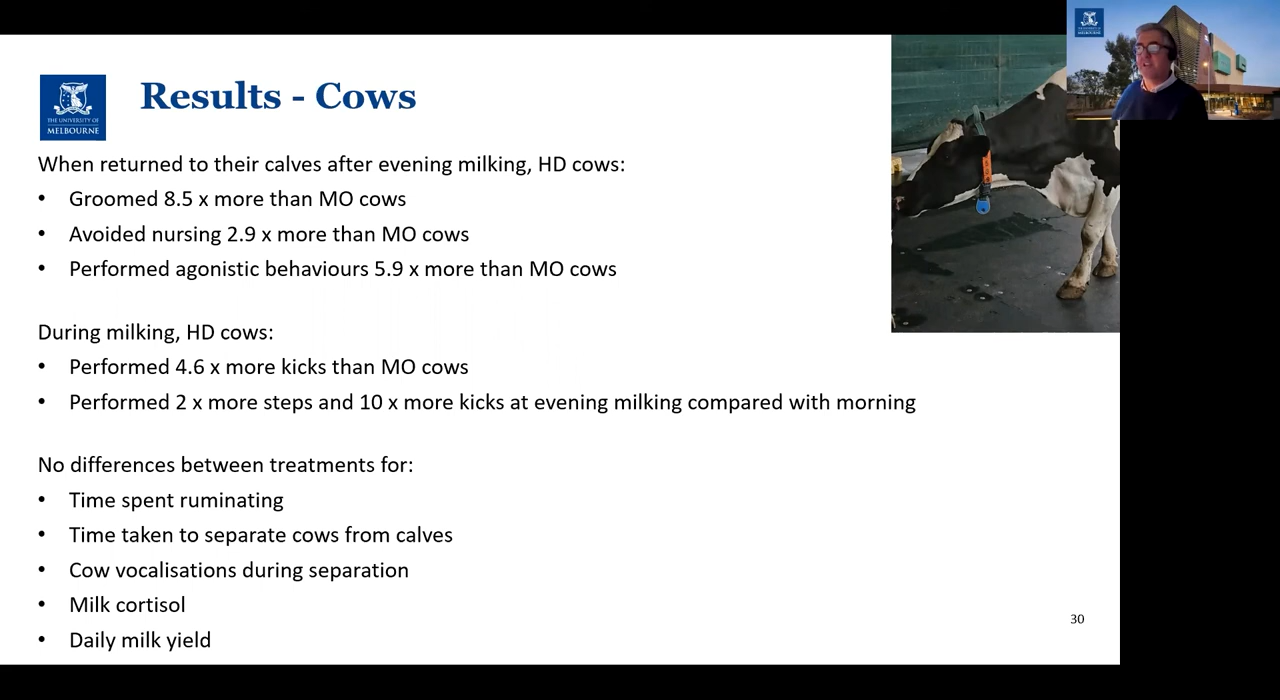 THE UNIVERSITY OF
MELBOURNE
Results - Cows
When returned to their calves after evening milking, HD cows:
• Groomed 8.5 x more than MO cows
• Avoided nursing 2.9 x more than MO cows
• Performed agonistic behaviours 5.9 x more than MO cows
During milking, HD cows:
• Performed 4.6 x more kicks than MO cows
• Performed 2 x more steps and 10 x more kicks at evening milking compared with morning
No differences between treatments for:
• Time spent ruminating
• Time taken to separate cows from calves
• Cow vocalisations during separation
• Milk cortisol
• Daily milk yield
30